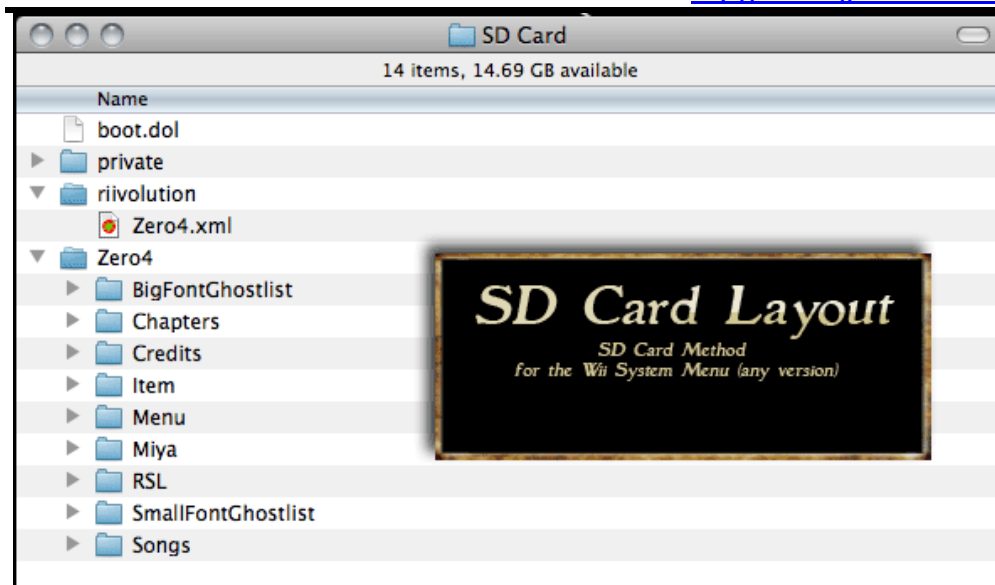 SD Card
14 items, 14.69 GB available
Name
boot.dol
private
riivolution
Zero4.xml
Zero4
BigFontGhostlist
Chapters
Credits
Item
Menu
Miya
RSL
SmallFontGhostlist
Songs
SD Card Layout
SD Card Method
for the Wii System Menu (any version)